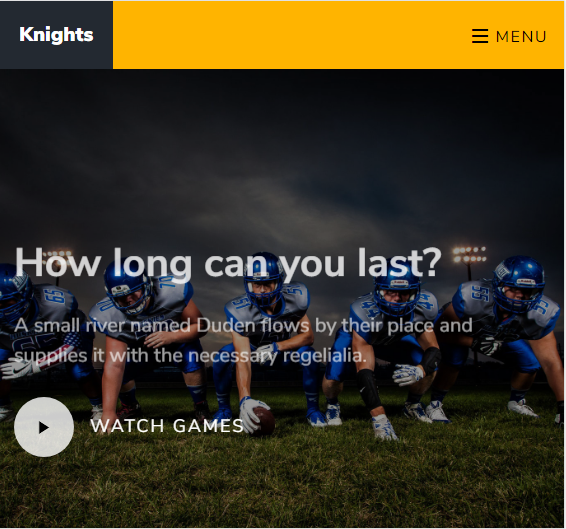 Knights
MENU
How long can you last?
A small river named Duden flows by their place and
supplies it with the necessary regelialia.
WATCH GAMES